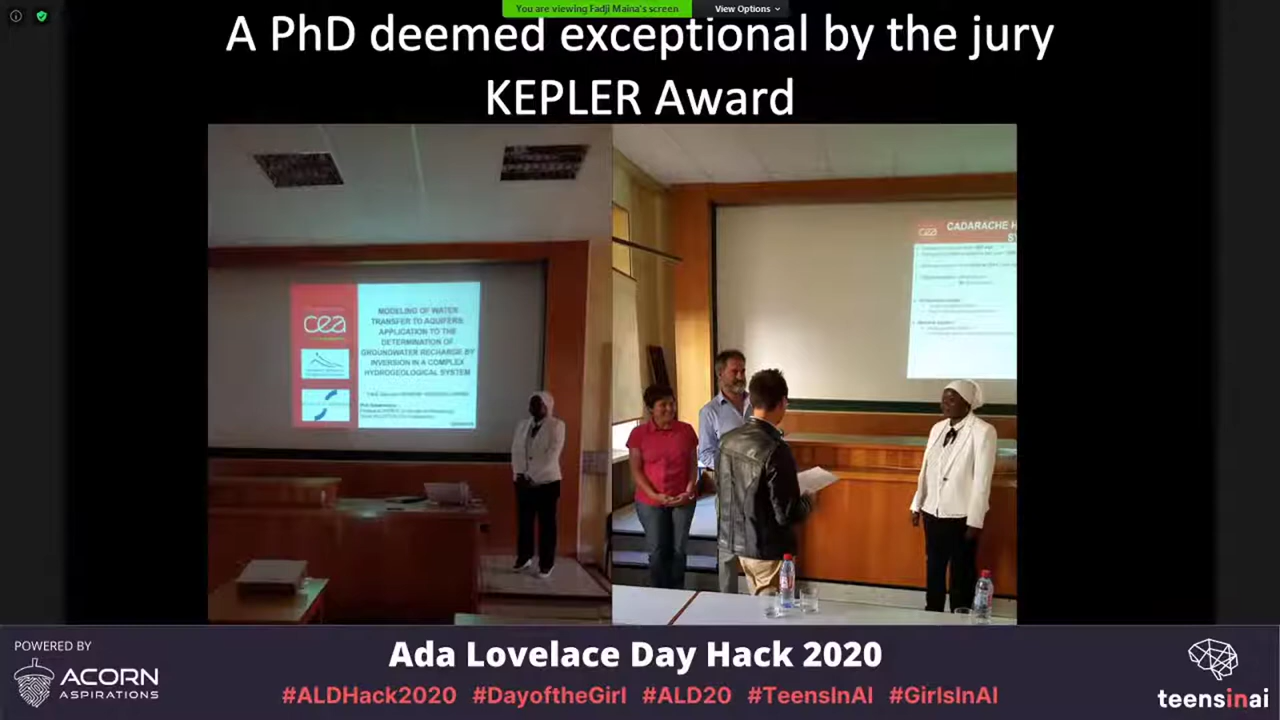 You are viewing Fadji Maina's screen
View Options
A PhD deemed exceptional by the jury
KEPLER Award
cea
MODELING OF WATER
TRANSFER TO AQUIFERS:
APPLICATION TO THE
DETERMINATION OF
GROUNDWATER RECHARGE BY
INVERSION IN A COMPLEX
HYDROGEOLOGICAL SYSTEM
cea
CADARACHE
POWERED BY
ACORN
ASPIRATIONS
Ada Lovelace Day Hack 2020
#ALDHack2020 #DayoftheGirl #ALD20 #TeensInAI #GirlsInAI
teensinai